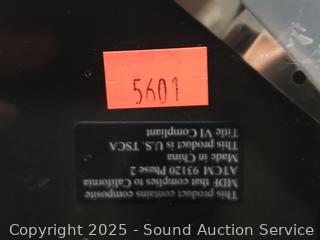 5601
This product contains composite
MDF that complies to California
ATCM 93120 Phase 2
Made in China
This product is U.S. TSCA
Title VI Compliant
Copyright 2025 - Sound Auction Service